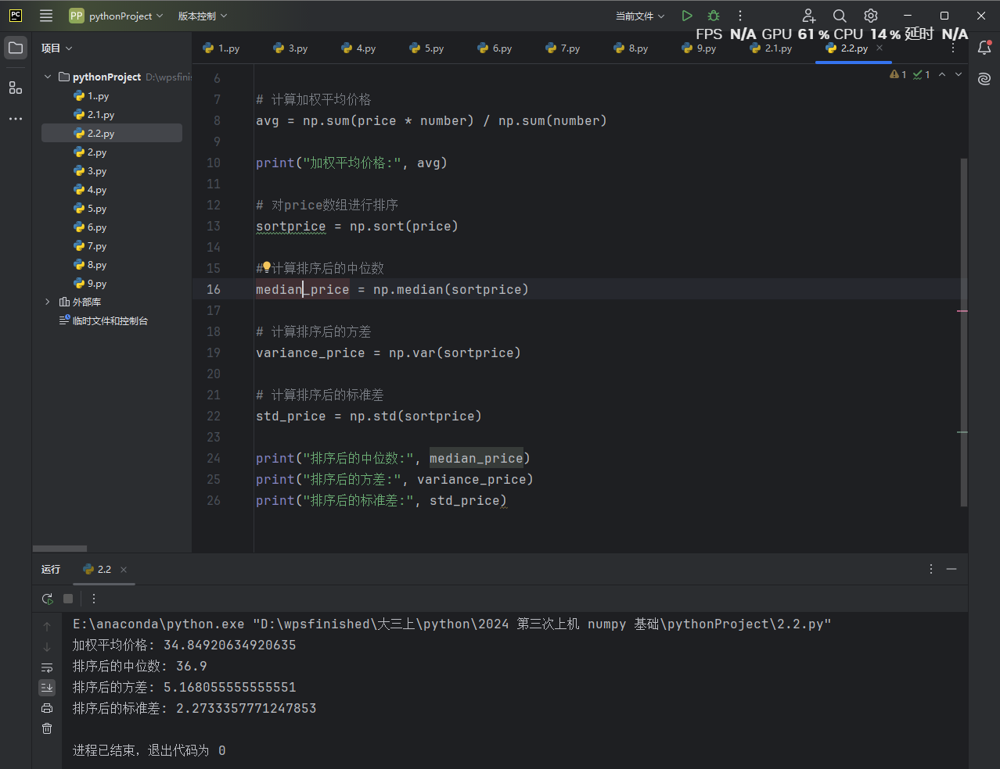 PC PP pythonProject 版本控制 当前文件
FPS N/A GPU 61 % CPU 14 % 延时 N/A
项目
1..py 3.py 4.py 5.py 6.py 7.py 8.py 9.py 2.1.py 2.2.py
pythonProject D:\wpsfinis
1..py
2.1.py
2.2.py
2.py
3.py
4.py
5.py
6.py
7.py
8.py
9.py
外部库
临时文件和控制台
1 1
6
7 # 计算加权平均价格
8 avg = np.sum(price * number) / np.sum(number)
9
10 print("加权平均价格:", avg)
11
12 # 对price数组进行排序
13 sortprice = np.sort(price)
14
15 # 计算排序后的中位数
16 median_price = np.median(sortprice)
17
18 # 计算排序后的方差
19 variance_price = np.var(sortprice)
20
21 # 计算排序后的标准差
22 std_price = np.std(sortprice)
23
24 print("排序后的中位数:", median_price)
25 print("排序后的方差:", variance_price)
26 print("排序后的标准差:", std_price)
运行 2.2
E:\anaconda\python.exe "D:\wpsfinished\大三上\python\2024 第三次上机 numpy 基础\pythonProject\2.2.py"
加权平均价格: 34.84920634920635
排序后的中位数: 36.9
排序后的方差: 5.168055555555551
排序后的标准差: 2.2733357771247853
进程已结束，退出代码为 0